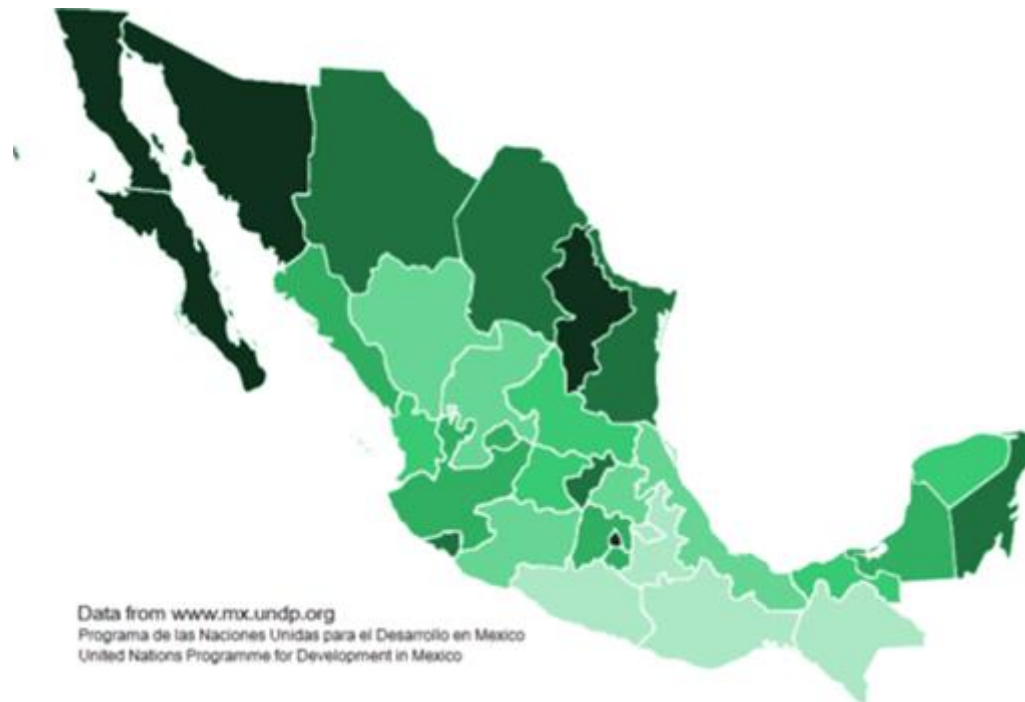 Data from www.mx.undp.org
Programa de las Naciones Unidas para el Desarrollo en Mexico
United Nations Programme for Development in Mexico